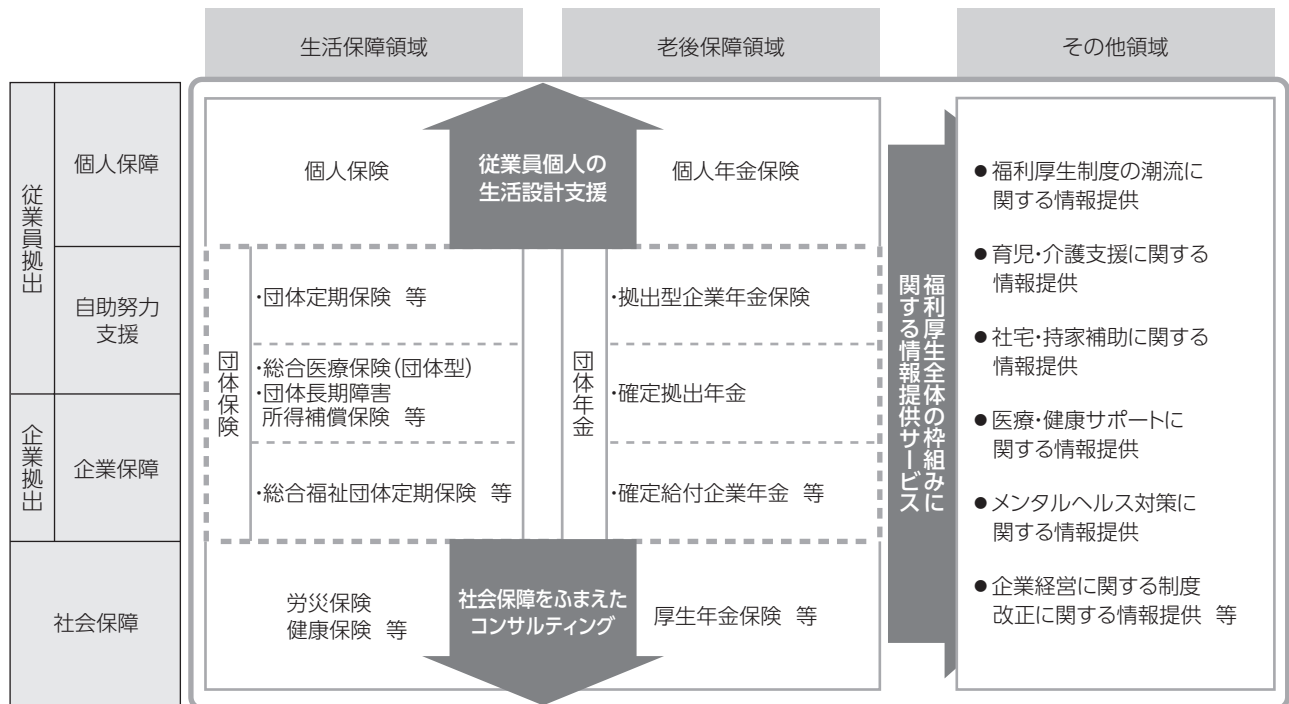 生活保障領域
老後保障領域
その他領域
従業員拠出
個人保障
個人保険
従業員個人の
生活設計支援
個人年金保険
自助努力
支援
団体保険
・団体定期保険 等
・総合医療保険(団体型)
・団体長期障害
所得補償保険 等
・総合福祉団体定期保険 等
団体年金
・拠出型企業年金保険
・確定拠出年金
・確定給付企業年金 等
企業拠出
企業保障
社会保障
労災保険
健康保険 等
社会保障をふまえた
コンサルティング
厚生年金保険 等
福利厚生全体の枠組みに
関する情報提供サービス
●福利厚生制度の潮流に
関する情報提供
●育児・介護支援に関する
情報提供
●社宅・持家補助に関する
情報提供
●医療・健康サポートに
関する情報提供
●メンタルヘルス対策に
関する情報提供
●企業経営に関する制度
改正に関する情報提供 等